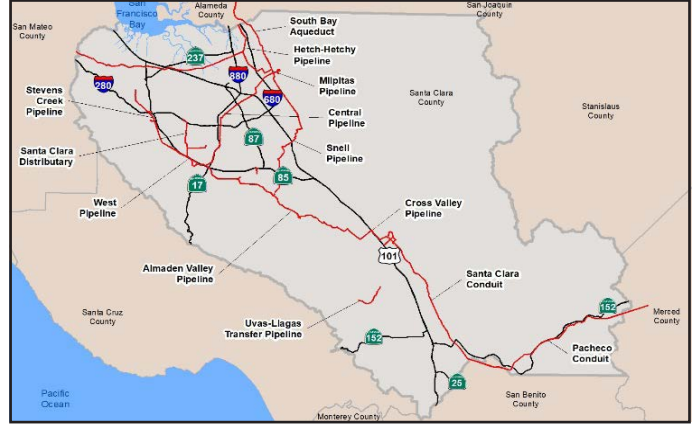 San
Francisco
Bay
Alameda
County
San Joaquin
County
San Mateo
County
South Bay
Aqueduct
Hetch-Hetchy
Pipeline
237
880
Milpitas
Pipeline
280
680
Stevens
Creek
Pipeline
Santa Clara
County
Stanislaus
County
Central
Pipeline
87
Snell
Pipeline
Santa Clara
Distributary
85
17
West
Pipeline
Cross Valley
Pipeline
101
Almaden Valley
Pipeline
Santa Clara
Conduit
Santa Cruz
County
Uvas-Llagas
Transfer Pipeline
152
Merced
County
152
Pacheco
Conduit
25
Pacific
Ocean
San Benito
County
Monterey County